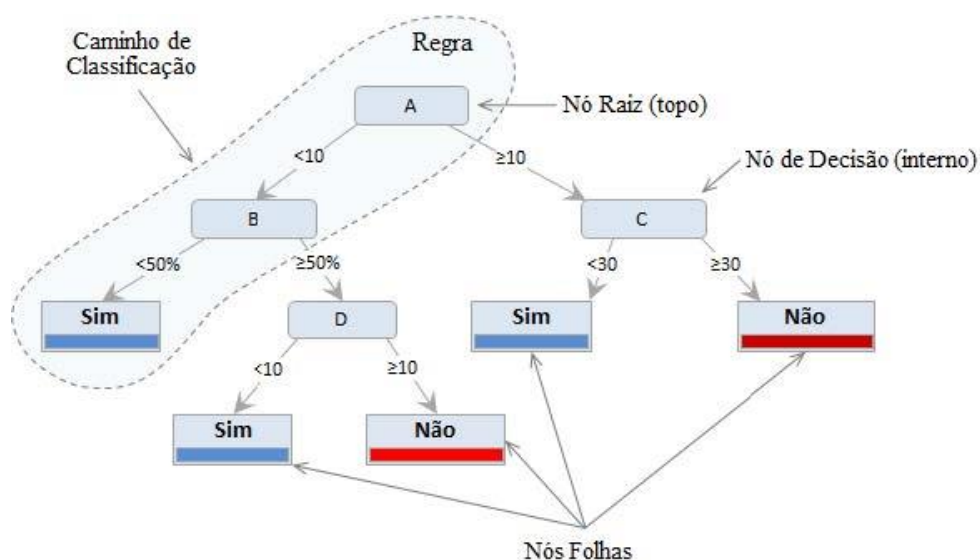 Caminho de
Classificação
Regra
A
Nó Raiz (topo)
<10
≥10
Nó de Decisão (interno)
B
C
<50%
≥50%
<30
≥30
Sim
D
Sim
Não
<10
≥10
Sim
Não
Nós Folhas